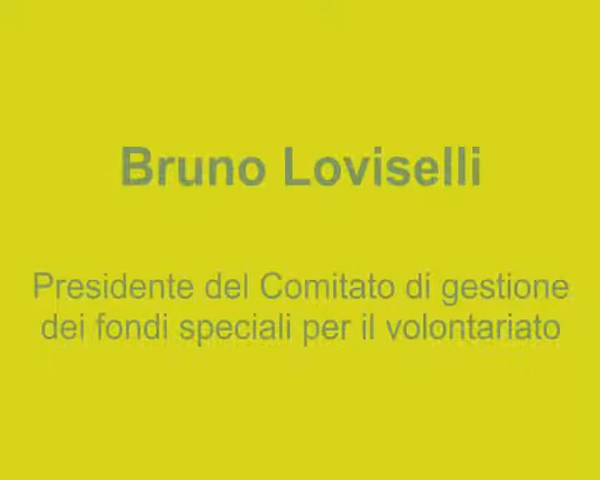 Bruno Loviselli
Presidente del Comitato di gestione
dei fondi speciali per il volontariato